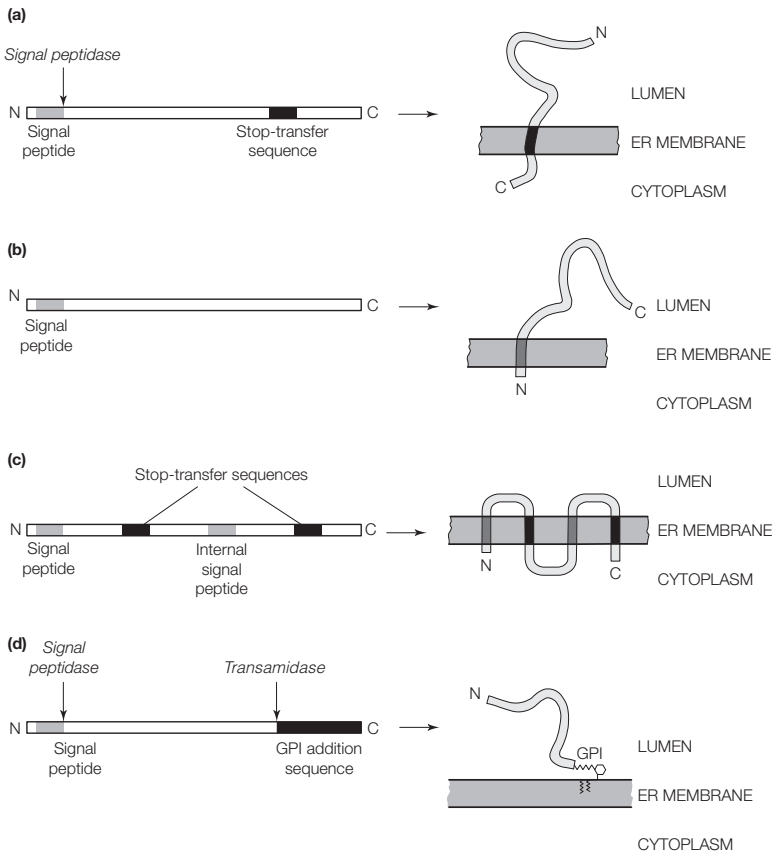 (a)
Signal peptidase
N
C
Signal
peptide
Stop-transfer
sequence
N
C
LUMEN
ER MEMBRANE
CYTOPLASM
(b)
N
C
Signal
peptide
C
N
LUMEN
ER MEMBRANE
CYTOPLASM
(c)
Stop-transfer sequences
N
C
Signal
peptide
Internal
signal
peptide
N
C
LUMEN
ER MEMBRANE
CYTOPLASM
(d)
Signal
peptidase
Transamidase
N
C
Signal
peptide
GPI addition
sequence
N
GPI
LUMEN
ER MEMBRANE
CYTOPLASM